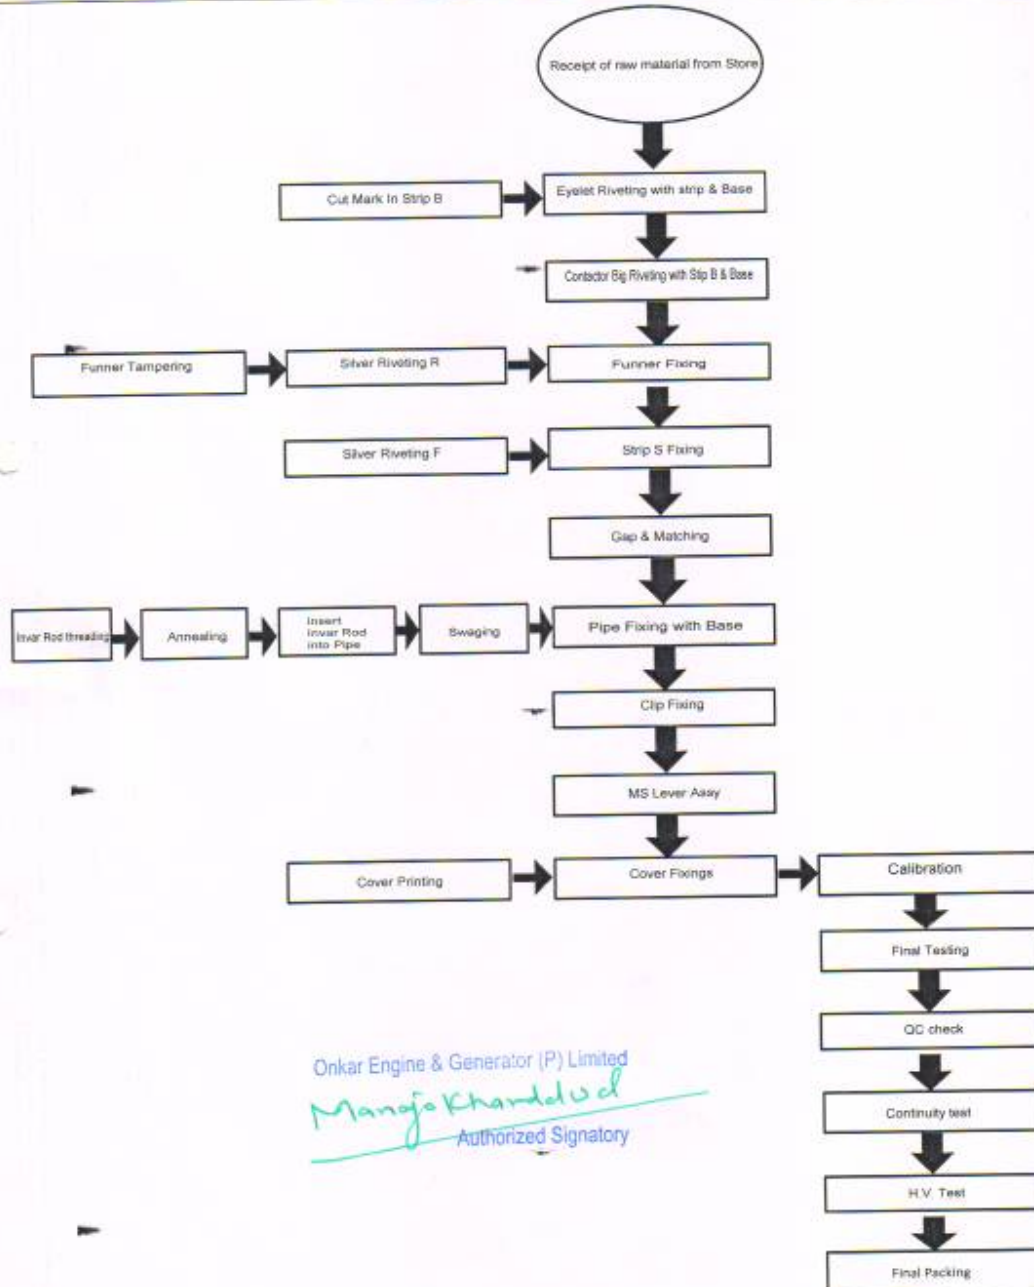 Receipt of raw material from Store
Cut Mark In Strip B
Eyelet Riveting with strip & Base
Contactor Big Riveting with Stip B & Base
Funner Tampering
Silver Riveting R
Funner Fixing
Silver Riveting F
Strip S Fixing
Gap & Matching
Invar Rod threading
Annealing
Insert
Invar Rod
into Pipe
Swaging
Pipe Fixing with Base
Clip Fixing
MS Lever Assy
Cover Printing
Cover Fixings
Calibration
Final Testing
QC check
Continuity test
H.V. Test
Final Packing
Onkar Engine & Generator (P) Limited
Authorized Signatory